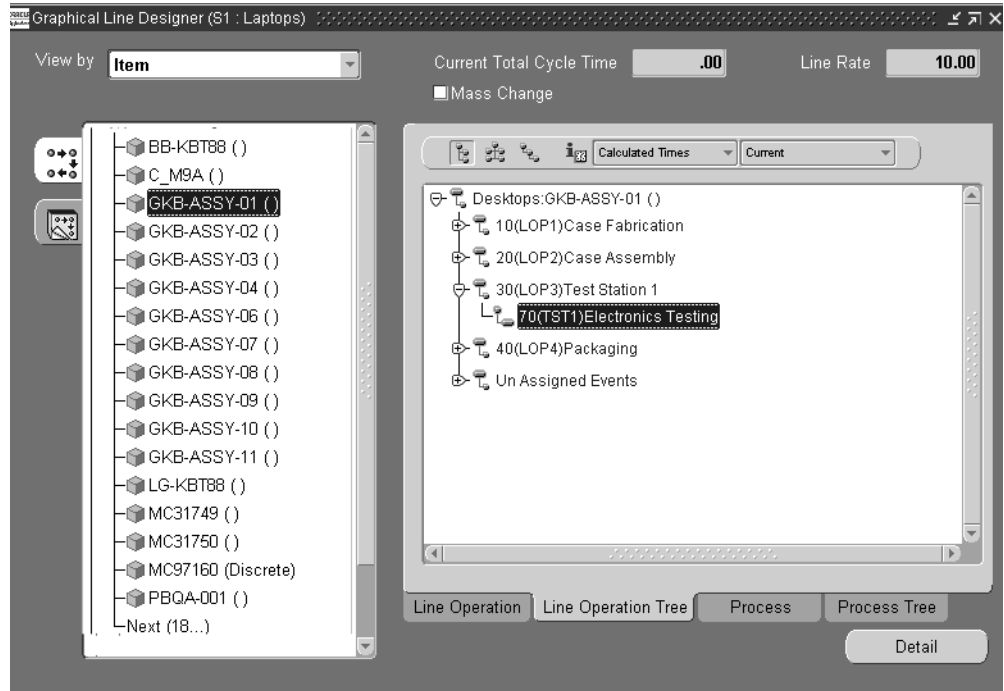 Graphical Line Designer (S1 : Laptops)
View by Item
Current Total Cycle Time .00 Line Rate 10.00
Mass Change
BB-KBT88 ( )
C_M9A ( )
GKB-ASSY-01 ( )
GKB-ASSY-02 ( )
GKB-ASSY-03 ( )
GKB-ASSY-04 ( )
GKB-ASSY-06 ( )
GKB-ASSY-07 ( )
GKB-ASSY-08 ( )
GKB-ASSY-09 ( )
GKB-ASSY-10 ( )
GKB-ASSY-11 ( )
LG-KBT88 ( )
MC31749 ( )
MC31750 ( )
MC97160 (Discrete)
PBQA-001 ( )
Next (18...)
Calculated Times Current
Desktops:GKB-ASSY-01 ( )
10(LOP1)Case Fabrication
20(LOP2)Case Assembly
30(LOP3)Test Station 1
70(TST1)Electronics Testing
40(LOP4)Packaging
Un Assigned Events
Line Operation Line Operation Tree Process Process Tree
Detail